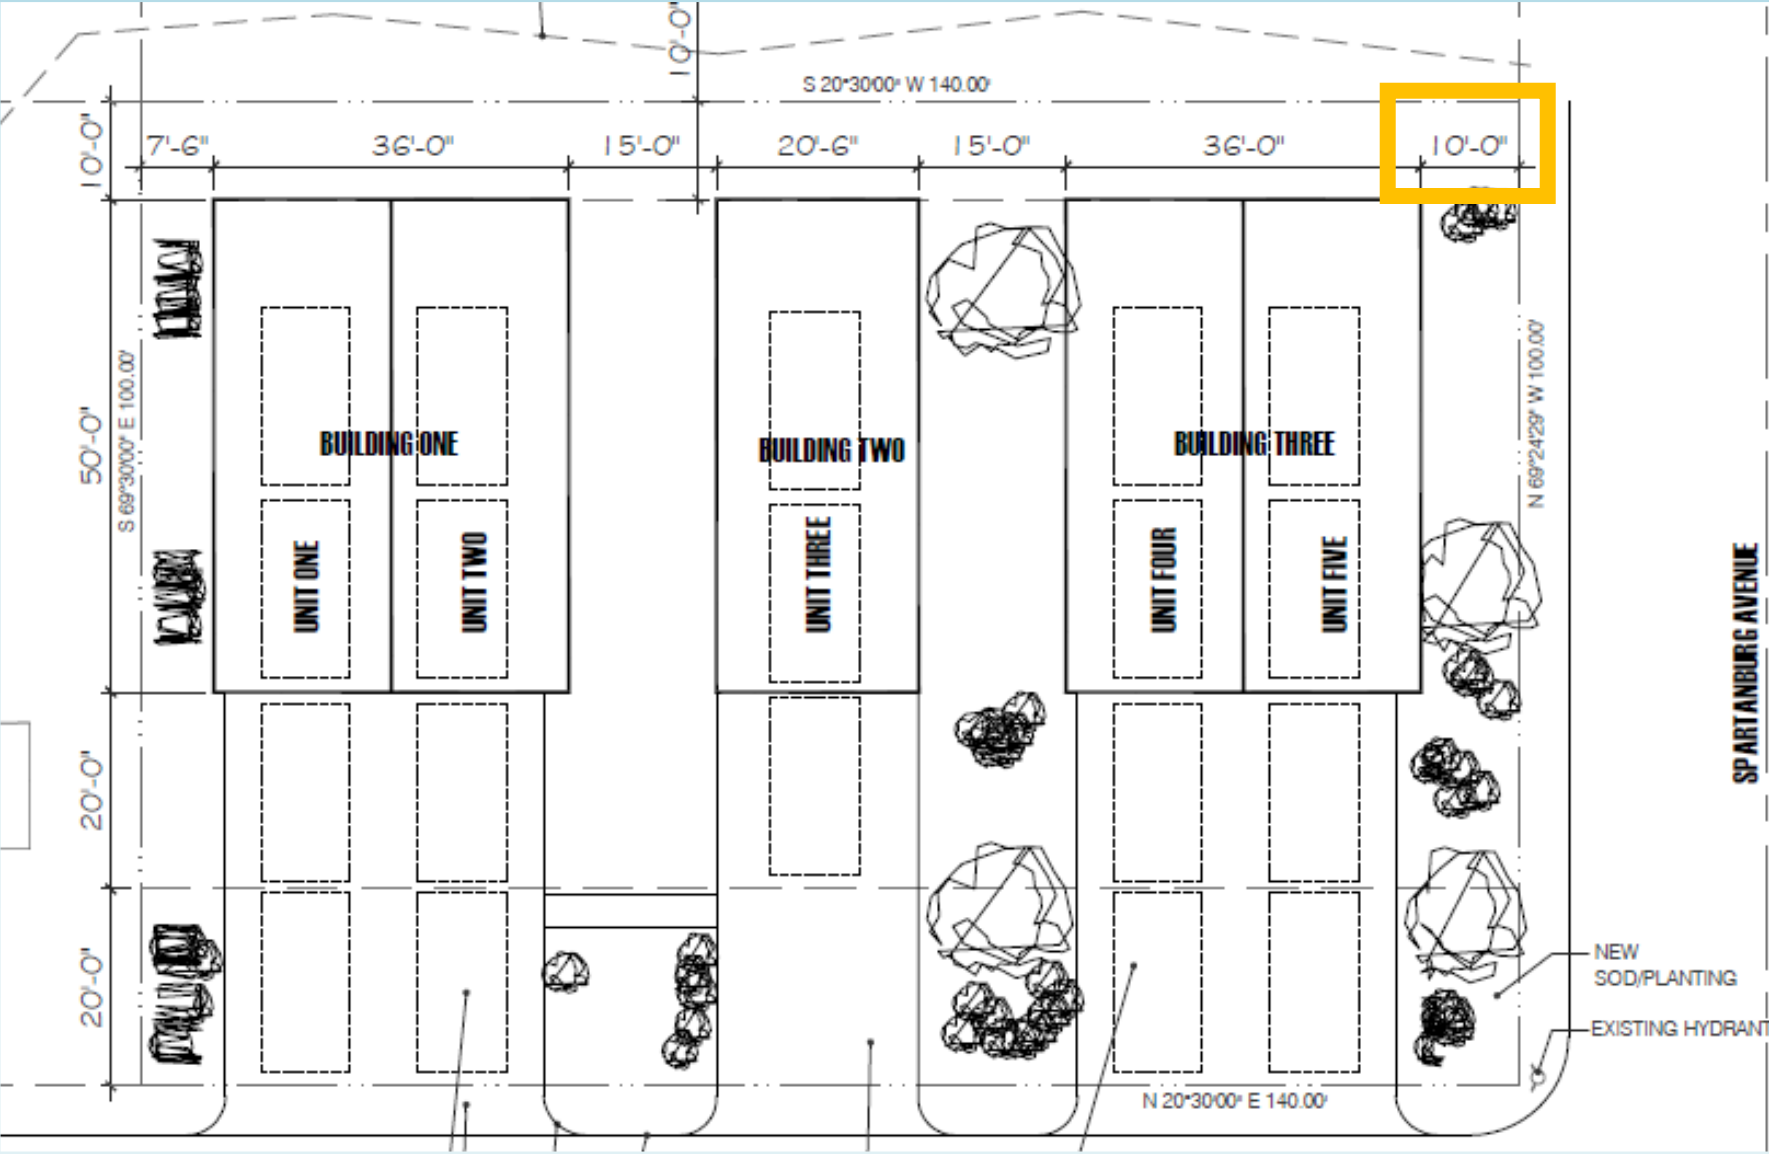 10'-0"
S 20°30'00" W 140.00'
10'-0"
7'-6"
36'-0"
15'-0"
20'-6"
15'-0"
36'-0"
10'-0"
50'-0"
S 69°30'00" E 100.00'
N 69°24'29" W 100.00'
BUILDING ONE
BUILDING TWO
BUILDING THREE
UNIT ONE
UNIT TWO
UNIT THREE
UNIT FOUR
UNIT FIVE
SPARTANBURG AVENUE
20'-0"
20'-0"
NEW
SOD/PLANTING
EXISTING HYDRANT
N 20°30'00" E 140.00'